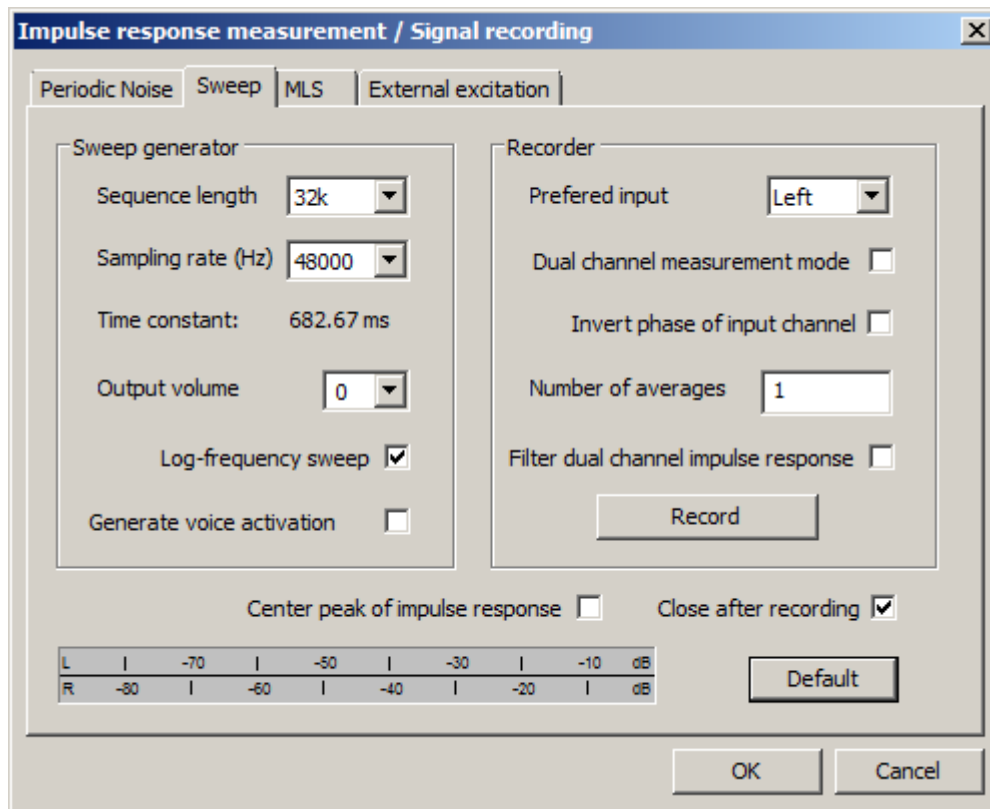 Impulse response measurement / Signal recording
Periodic Noise Sweep MLS External excitation
Sweep generator
Sequence length 32k
Sampling rate (Hz) 48000
Time constant: 682.67 ms
Output volume 0
Log-frequency sweep
Generate voice activation
Recorder
Prefered input Left
Dual channel measurement mode
Invert phase of input channel
Number of averages 1
Filter dual channel impulse response
Record
Center peak of impulse response Close after recording
L | -70 | -50 | -30 | -10 dB
R -80 | -60 | -40 | -20 | dB
Default
OK Cancel